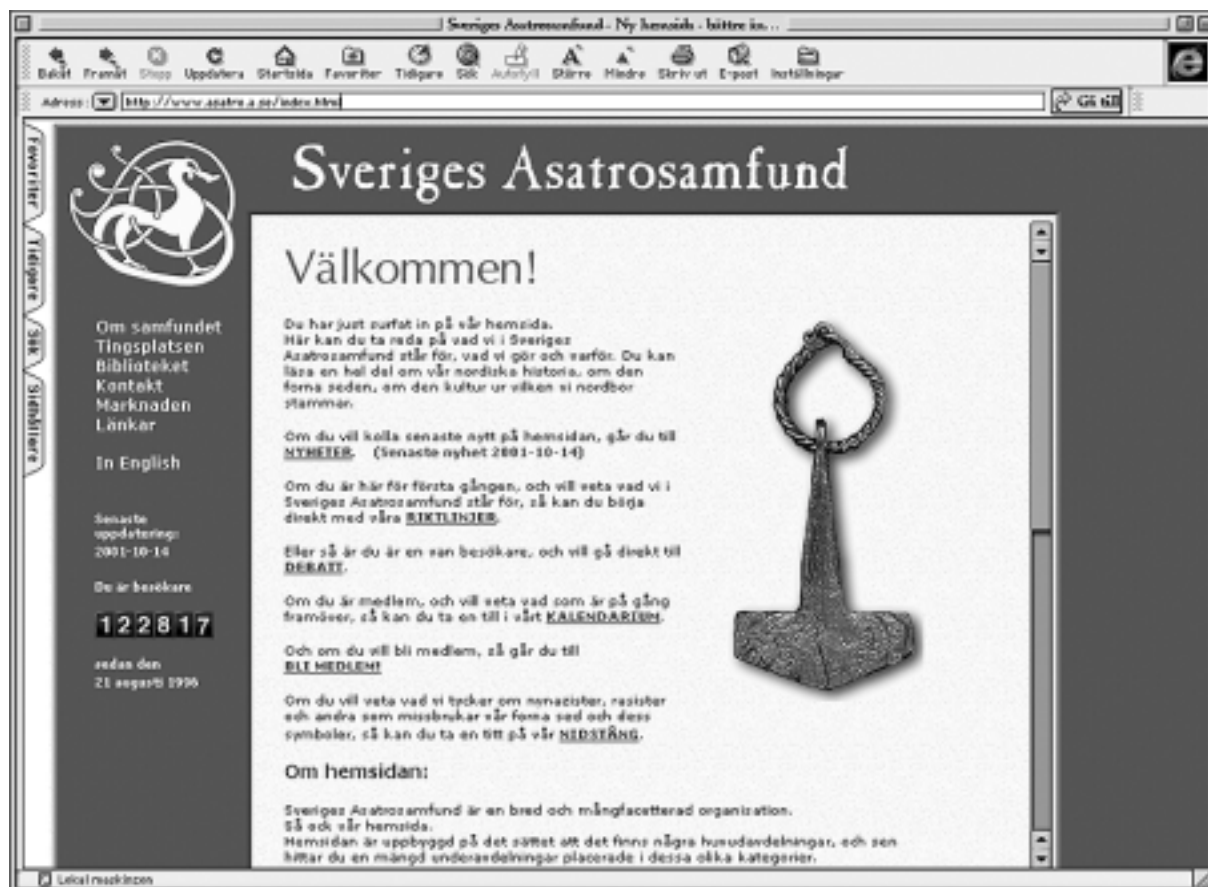 Sveriges Asatrosamfund - Ny hemsida - bättre än...
Bakåt Framåt Stopp Uppdatera Startsida Favoriter Tidigare Sök Autofyll Större Mindre Skriv ut E-post Inställningar
Adress: http://www.asatro.a.se/index.html Gå till
Favoriter
Tidigare
Sök
Sidhållare
Sveriges Asatrosamfund
Om samfundet
Tingsplatsen
Biblioteket
Kontakt
Marknaden
Länkar
In English
Senaste
uppdatering:
2001-10-14
Du är besökare
122817
sedan den
21 augusti 1996
Välkommen!
Du har just surfat in på vår hemsida.
Här kan du ta reda på vad vi i Sveriges
Asatrosamfund står för, vad vi gör och varför. Du kan
läsa en hel del om vår nordiska historia, om den
forna seden, om den kultur ur vilken vi nordbor
stammar.
Om du vill kolla senaste nytt på hemsidan, går du till
NYHETER. (Senaste nyhet 2001-10-14)
Om du är här för första gången, och vill veta vad vi i
Sveriges Asatrosamfund står för, så kan du börja
direkt med våra RIKTLINJER.
Eller så är du är en van besökare, och vill gå direkt till
DEBATT.
Om du är medlem, och vill veta vad som är på gång
framöver, så kan du ta en till i vårt KALENDARIUM.
Och om du vill bli medlem, så går du till
BLI MEDLEM!
Om du vill veta vad vi tycker om nynazister, rasister
och andra som missbrukar vår forna sed och dess
symboler, så kan du ta en titt på vår NIDSTÅNG.
Om hemsidan:
Sveriges Asatrosamfund är en bred och mångfacetterad organisation.
Så ock vår hemsida.
Hemsidan är uppbyggd på det sättet att det finns några huvudavdelningar, och sen
hittar du en mängd underavdelningar placerade i dessa olika kategorier.
Lokal maskinzon